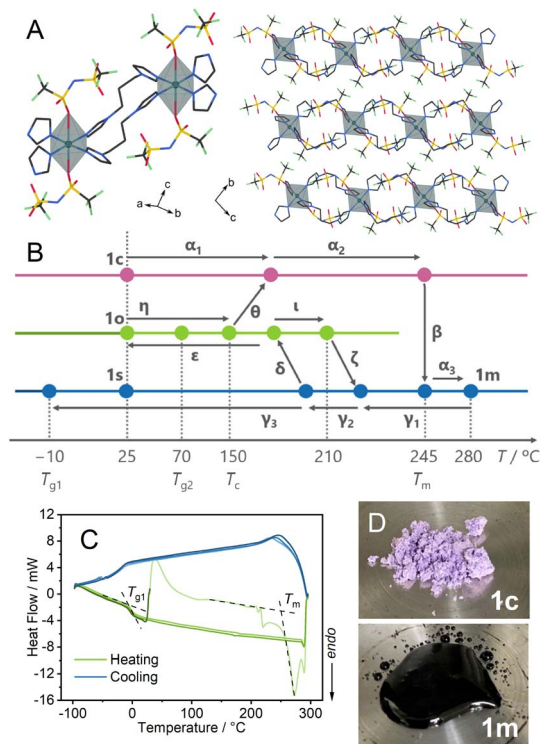 A
c
a
b
b
c
B
1c
α₁
α₂
η
1o
θ
ι
ε
δ
ζ
β
1s
α₃
1m
γ₃
γ₂
γ₁
−10
25
70
150
210
245
280
T / °C
Tg1
Tg2
Tc
Tm
C
8
4
0
-4
-8
-12
-16
Heat Flow / mW
Tg1
Tm
Heating
Cooling
endo
-100
0
100
200
300
Temperature / °C
D
1c
1m